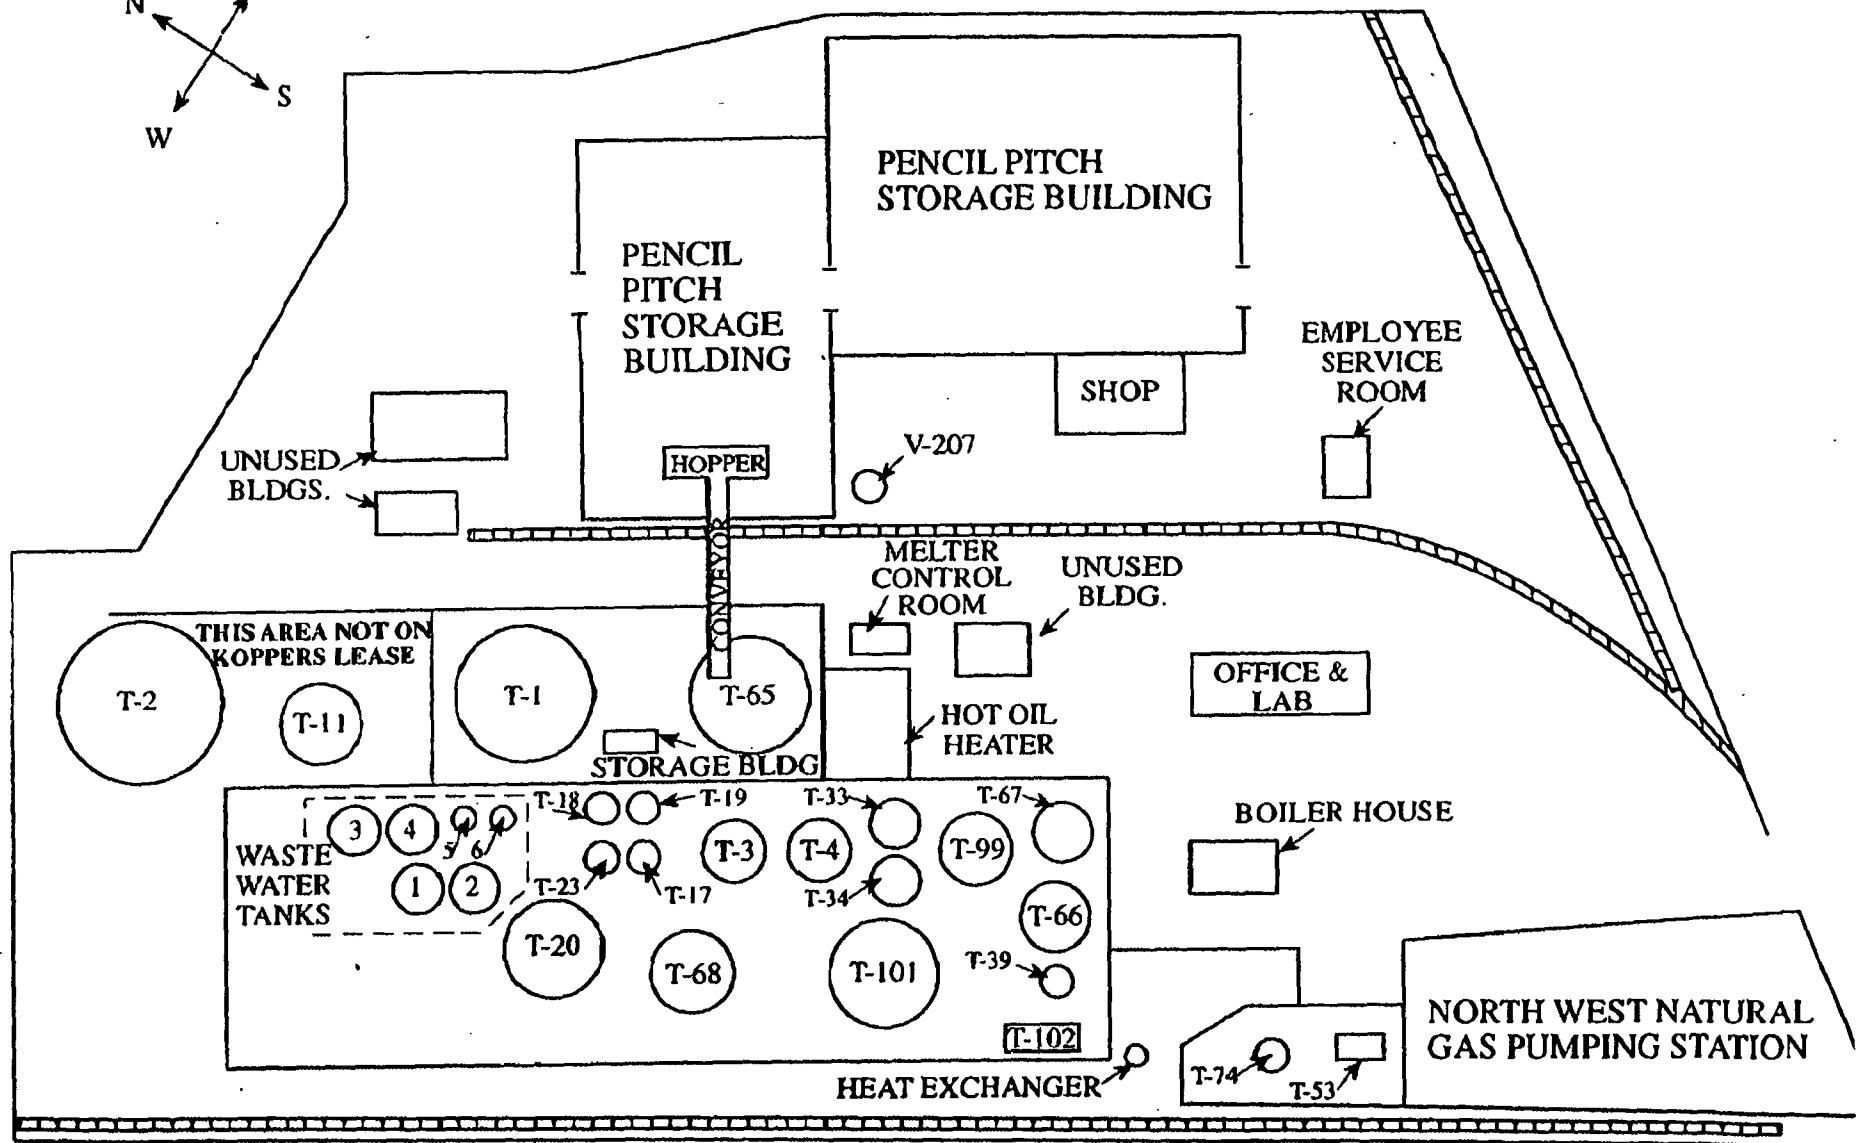 N
S
W
PENCIL PITCH
STORAGE BUILDING
PENCIL
PITCH
STORAGE
BUILDING
EMPLOYEE
SERVICE
ROOM
SHOP
V-207
HOPPER
UNUSED
BLDGS.
CONVEYOR
MELTER
CONTROL
ROOM
UNUSED
BLDG.
THIS AREA NOT ON
KOPPERS LEASE
T-2
T-11
T-1
T-65
OFFICE &
LAB
HOT OIL
HEATER
STORAGE BLDG
T-18
T-19
T-33
T-67
BOILER HOUSE
3
4
5
6
WASTE
WATER
TANKS
1
2
T-23
T-17
T-3
T-4
T-34
T-99
T-66
T-20
T-68
T-101
T-39
T-102
NORTH WEST NATURAL
GAS PUMPING STATION
HEAT EXCHANGER
T-74
T-53